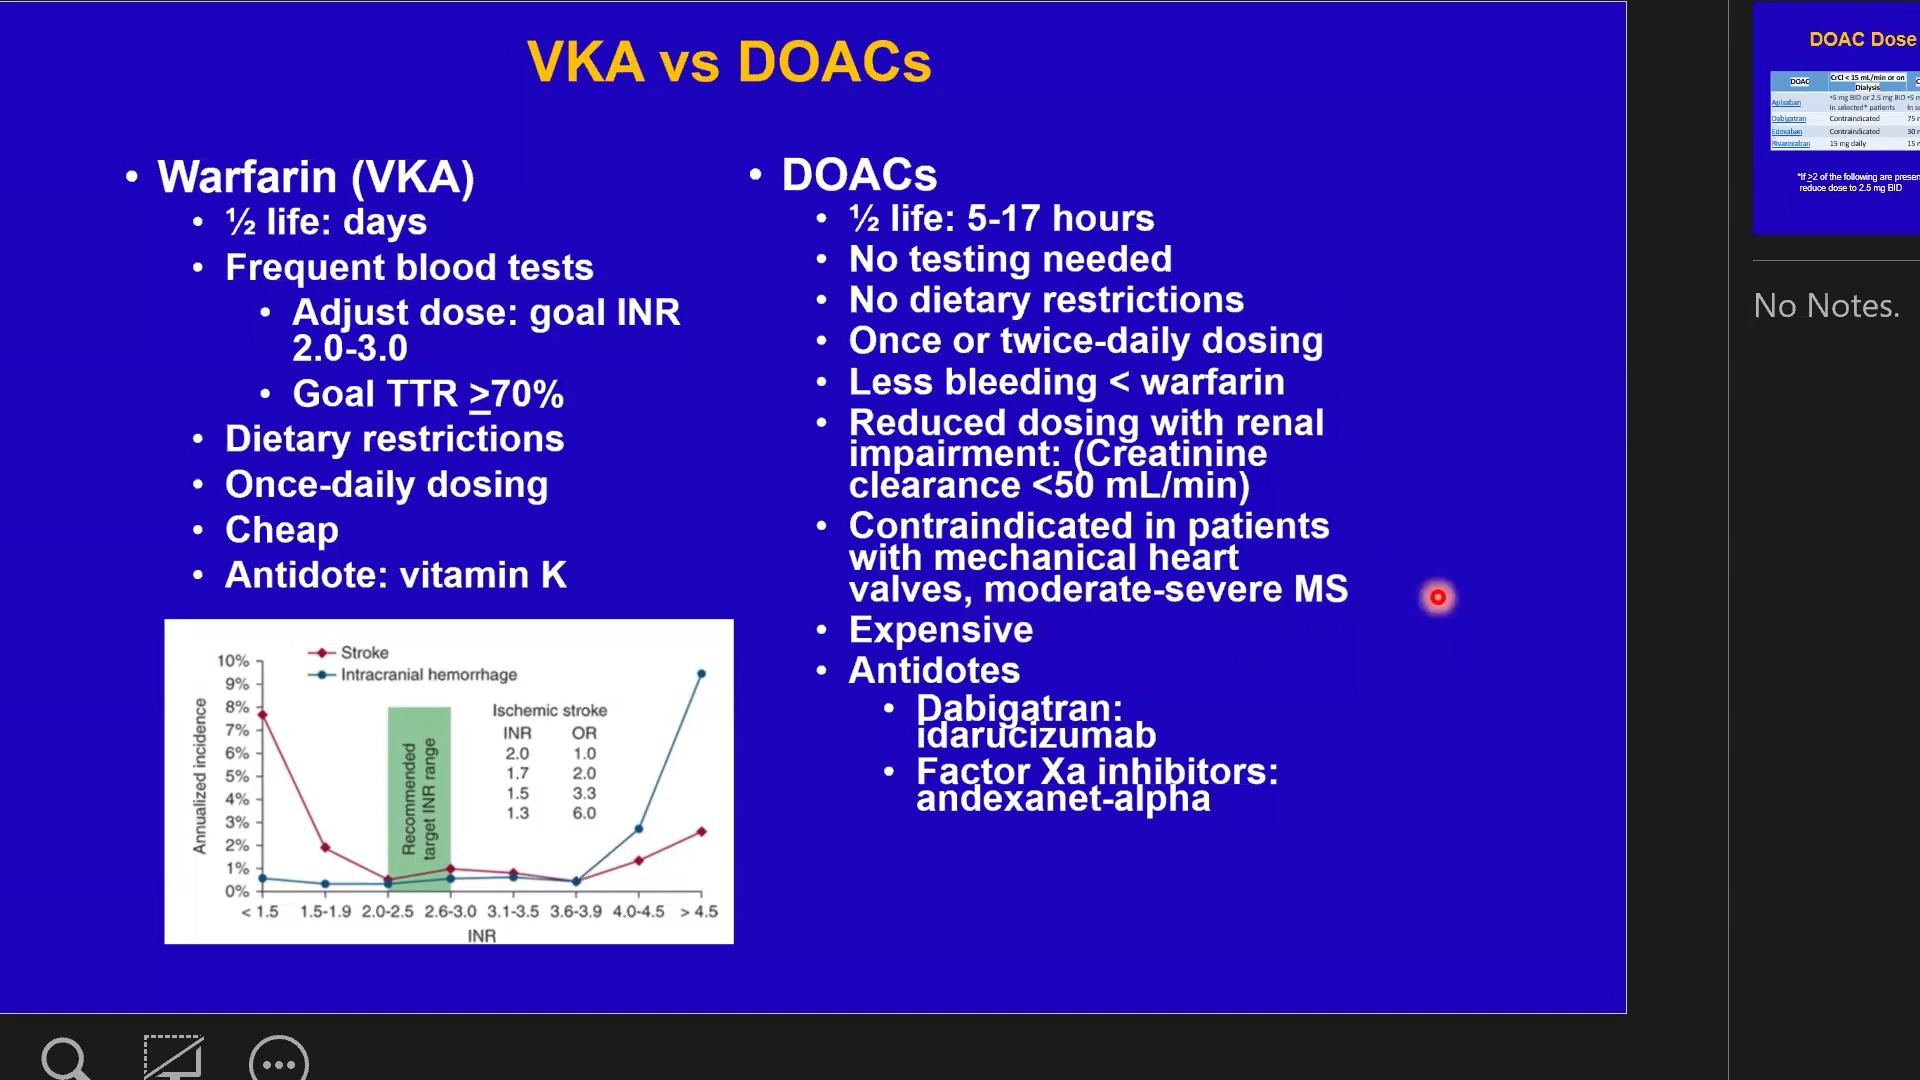 VKA vs DOACs
• Warfarin (VKA)
• ½ life: days
• Frequent blood tests
• Adjust dose: goal INR
2.0-3.0
• Goal TTR >70%
• Dietary restrictions
• Once-daily dosing
• Cheap
• Antidote: vitamin K
Stroke
Intracranial hemorrhage
Annualized incidence
10%
9%
8%
7%
6%
5%
4%
3%
2%
1%
0%
Recommended
target INR range
Ischemic stroke
INR OR
2.0 1.0
1.7 2.0
1.5 3.3
1.3 6.0
< 1.5 1.5-1.9 2.0-2.5 2.6-3.0 3.1-3.5 3.6-3.9 4.0-4.5 > 4.5
INR
• DOACs
• ½ life: 5-17 hours
• No testing needed
• No dietary restrictions
• Once or twice-daily dosing
• Less bleeding < warfarin
• Reduced dosing with renal
impairment: (Creatinine
clearance <50 mL/min)
• Contraindicated in patients
with mechanical heart
valves, moderate-severe MS
• Expensive
• Antidotes
• Dabigatran:
idarucizumab
• Factor Xa inhibitors:
andexanet-alpha
DOAC Dose
DOAC CrCl < 15 mL/min or on
Dialysis
Apixaban *5 mg BID or 2.5 mg BID
in selected* patients
Dabigatran Contraindicated 75
Edoxaban Contraindicated 30
Rivaroxaban 15 mg daily 15
*If >2 of the following are
reduce dose to 2.5 mg BID
No Notes.